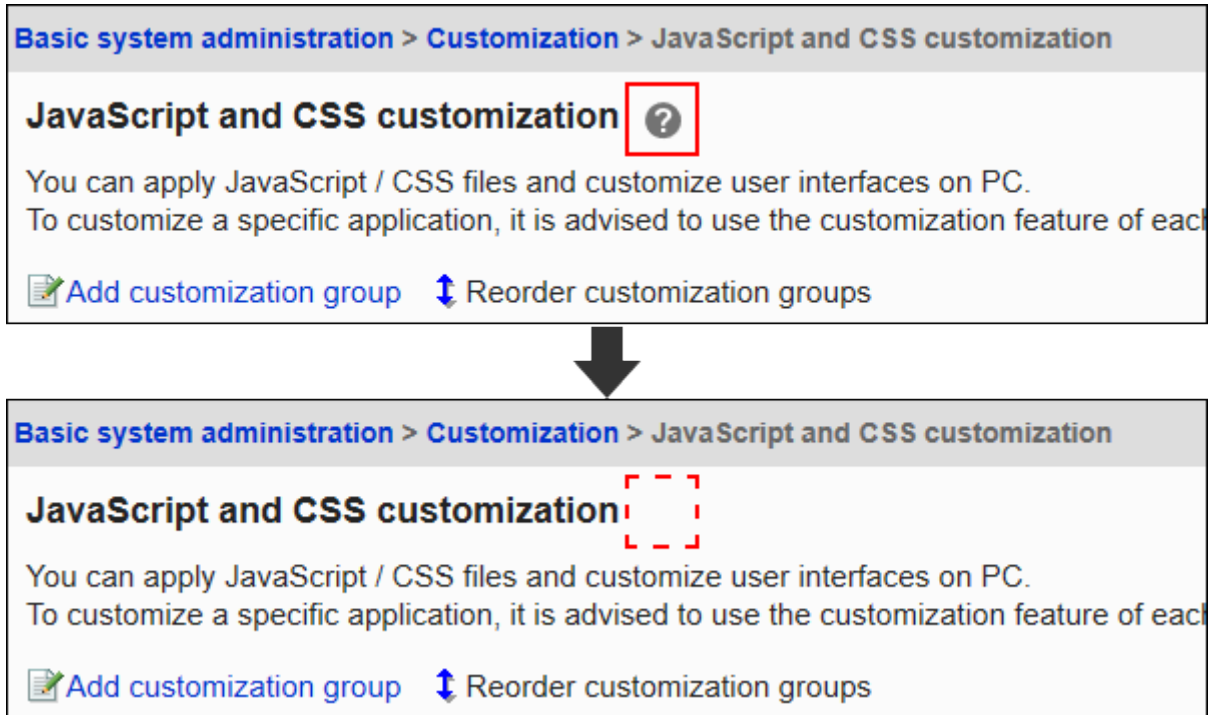 Basic system administration > Customization > JavaScript and CSS customization
JavaScript and CSS customization ?
You can apply JavaScript / CSS files and customize user interfaces on PC.
To customize a specific application, it is advised to use the customization feature of each
Add customization group Reorder customization groups
Basic system administration > Customization > JavaScript and CSS customization
JavaScript and CSS customization
You can apply JavaScript / CSS files and customize user interfaces on PC.
To customize a specific application, it is advised to use the customization feature of each
Add customization group Reorder customization groups